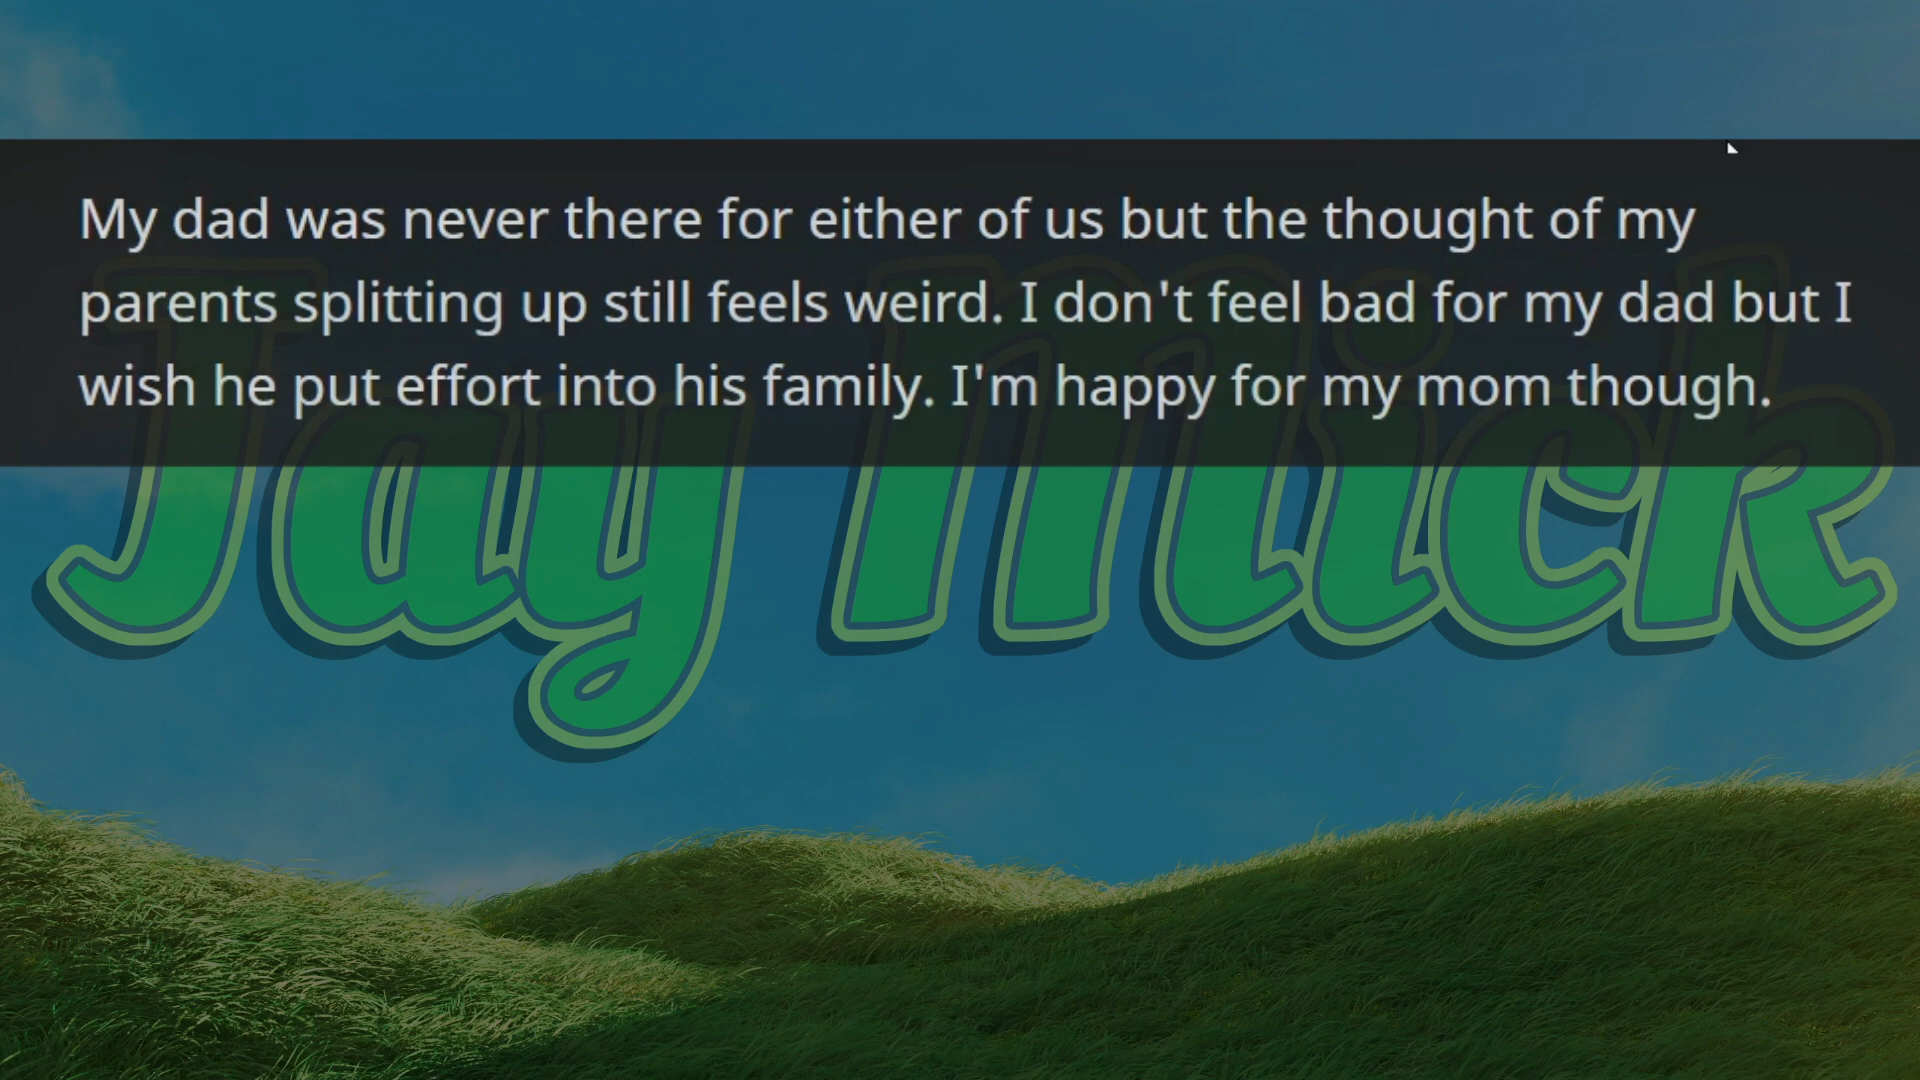 My dad was never there for either of us but the thought of my
parents splitting up still feels weird. I don't feel bad for my dad but I
wish he put effort into his family. I'm happy for my mom though.
Jay Mick